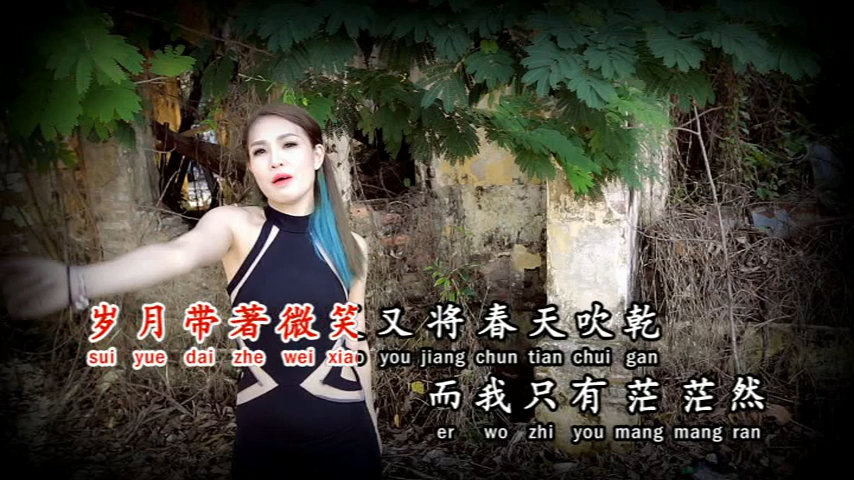 岁月带著微笑又将春天吹乾
sui yue dai zhe wei xiao you jiang chun tian chui gan
而我只有茫茫然
er wo zhi you mang mang ran